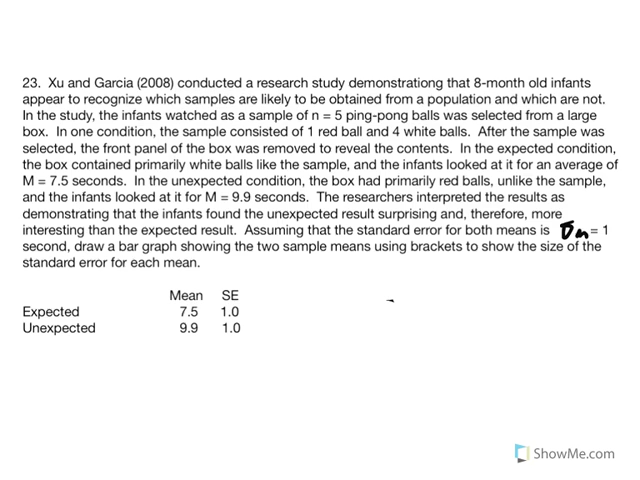 23. Xu and Garcia (2008) conducted a research study demonstrationg that 8-month old infants
appear to recognize which samples are likely to be obtained from a population and which are not.
In the study, the infants watched as a sample of n = 5 ping-pong balls was selected from a large
box. In one condition, the sample consisted of 1 red ball and 4 white balls. After the sample was
selected, the front panel of the box was removed to reveal the contents. In the expected condition,
the box contained primarily white balls like the sample, and the infants looked at it for an average of
M = 7.5 seconds. In the unexpected condition, the box had primarily red balls, unlike the sample,
and the infants looked at it for M = 9.9 seconds. The researchers interpreted the results as
demonstrating that the infants found the unexpected result surprising and, therefore, more
interesting than the expected result. Assuming that the standard error for both means is σm = 1
second, draw a bar graph showing the two sample means using brackets to show the size of the
standard error for each mean.
Mean SE
Expected 7.5 1.0
Unexpected 9.9 1.0
ShowMe.com